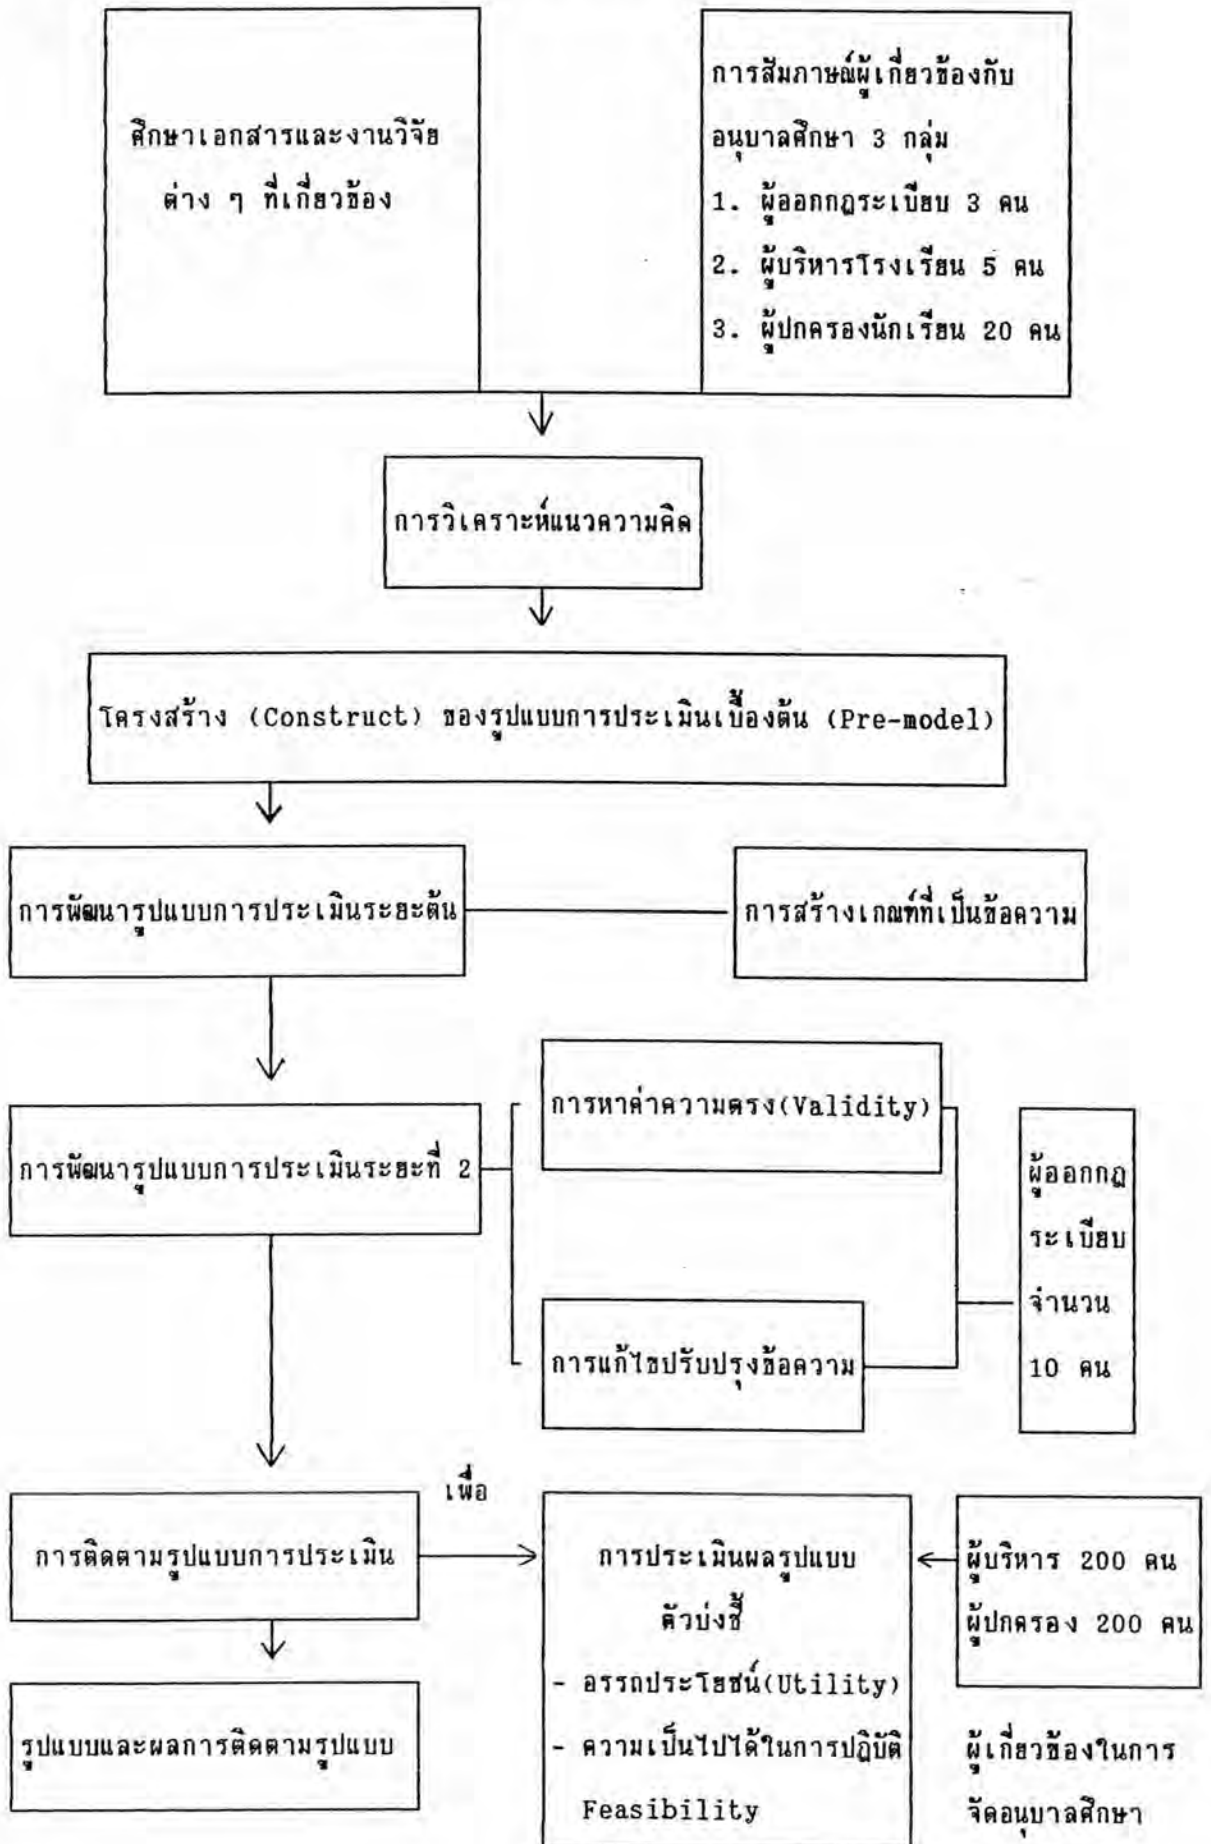 ศึกษาเอกสารและงานวิจัย
ต่าง ๆ ที่เกี่ยวข้อง
การสัมภาษณ์ผู้เกี่ยวข้องกับ
อนุบาลศึกษา 3 กลุ่ม
1. ผู้ออกกฎระเบียบ 3 คน
2. ผู้บริหารโรงเรียน 5 คน
3. ผู้ปกครองนักเรียน 20 คน
การวิเคราะห์แนวความคิด
โครงสร้าง (Construct) ของรูปแบบการประเมินเบื้องต้น (Pre-model)
การพัฒนารูปแบบการประเมินระยะต้น
การสร้างเกณฑ์ที่เป็นข้อความ
การพัฒนารูปแบบการประเมินระยะที่ 2
การหาค่าความตรง(Validity)
การแก้ไขปรับปรุงข้อความ
ผู้ออกกฎ
ระเบียบ
จำนวน
10 คน
การติดตามรูปแบบการประเมิน
เพื่อ
การประเมินผลรูปแบบ
ตัวบ่งชี้
- อรรถประโยชน์(Utility)
- ความเป็นไปได้ในการปฏิบัติ
Feasibility
ผู้บริหาร 200 คน
ผู้ปกครอง 200 คน
ผู้เกี่ยวข้องในการ
จัดอนุบาลศึกษา
รูปแบบและผลการติดตามรูปแบบ